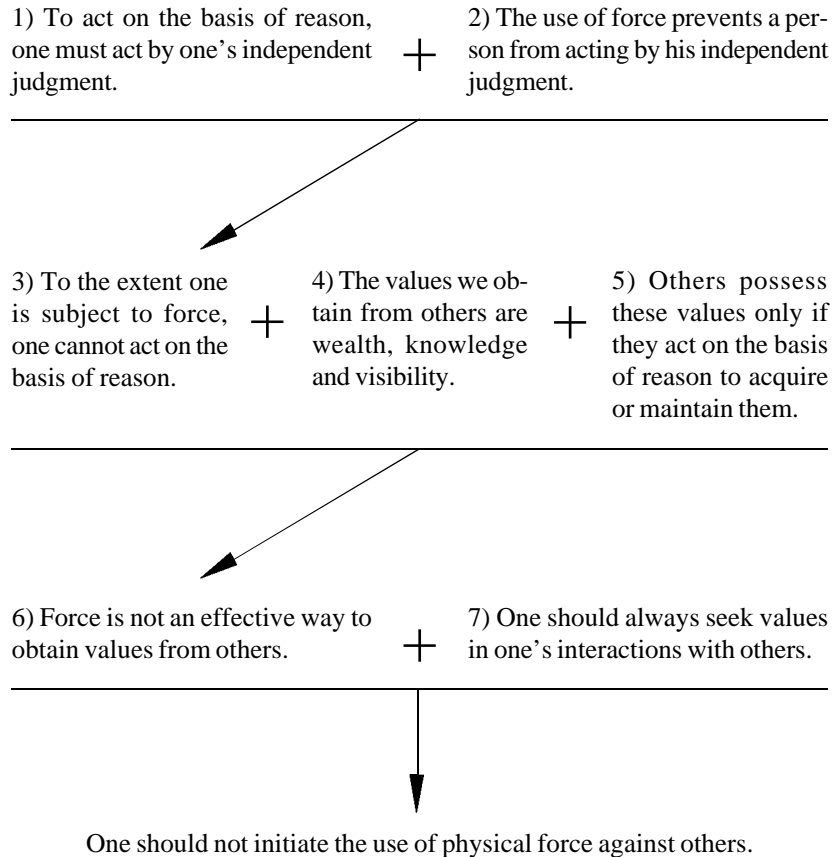 1) To act on the basis of reason,
one must act by one's independent
judgment.
+
2) The use of force prevents a per-
son from acting by his independent
judgment.
3) To the extent one
is subject to force,
one cannot act on the
basis of reason.
+
4) The values we ob-
tain from others are
wealth, knowledge
and visibility.
+
5) Others possess
these values only if
they act on the basis
of reason to acquire
or maintain them.
6) Force is not an effective way to
obtain values from others.
+
7) One should always seek values
in one's interactions with others.
One should not initiate the use of physical force against others.